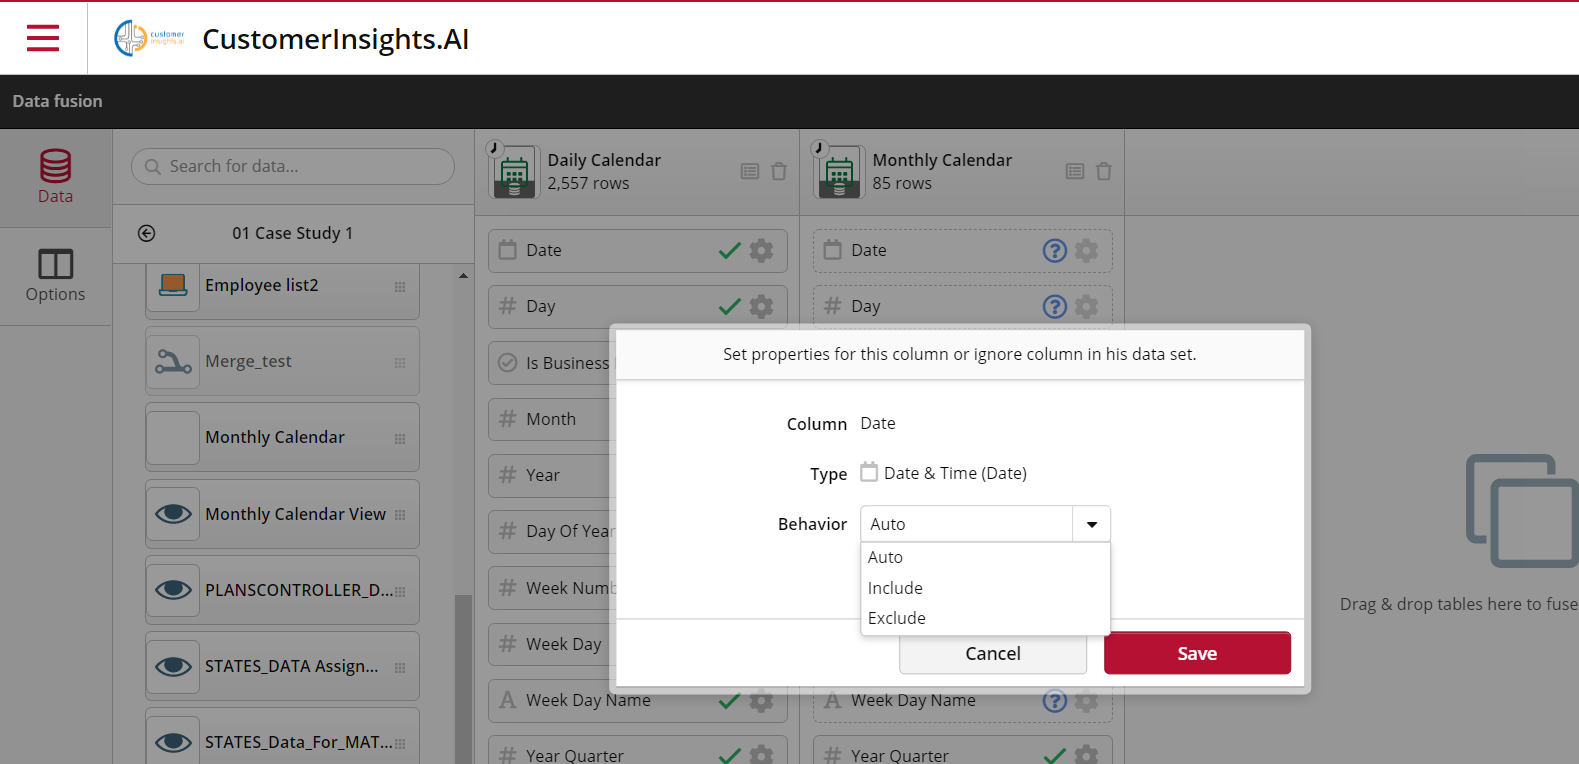 customer
insights.ai
CustomerInsights.AI
Data fusion
Data
Options
Search for data...
01 Case Study 1
Employee list2
Merge_test
Monthly Calendar
Monthly Calendar View
PLANSCONTROLLER_D...
STATES_DATA Assign...
STATES_Data_For_MAT...
Daily Calendar
2,557 rows
Date
Day
Is Business
Month
Year
Day Of Year
Week Numb
Week Day
Week Day Name
Year Quarter
Monthly Calendar
85 rows
Date
Day
Week Day Name
Year Quarter
Set properties for this column or ignore column in his data set.
Column Date
Type Date & Time (Date)
Behavior Auto
Auto
Include
Exclude
Cancel
Save
Drag & drop tables here to fuse